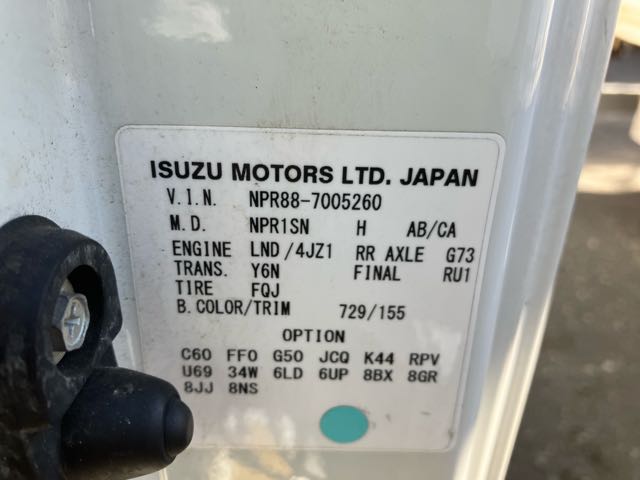 ISUZU MOTORS LTD. JAPAN
V.I.N. NPR88-7005260
M.D. NPR1SN H AB/CA
ENGINE LND/4JZ1 RR AXLE G73
TRANS. Y6N FINAL RU1
TIRE FQJ
B.COLOR/TRIM 729/155
OPTION
C60 FF0 G50 JCQ K44 RPV
U69 34W 6LD 6UP 8BX 8GR
8JJ 8NS